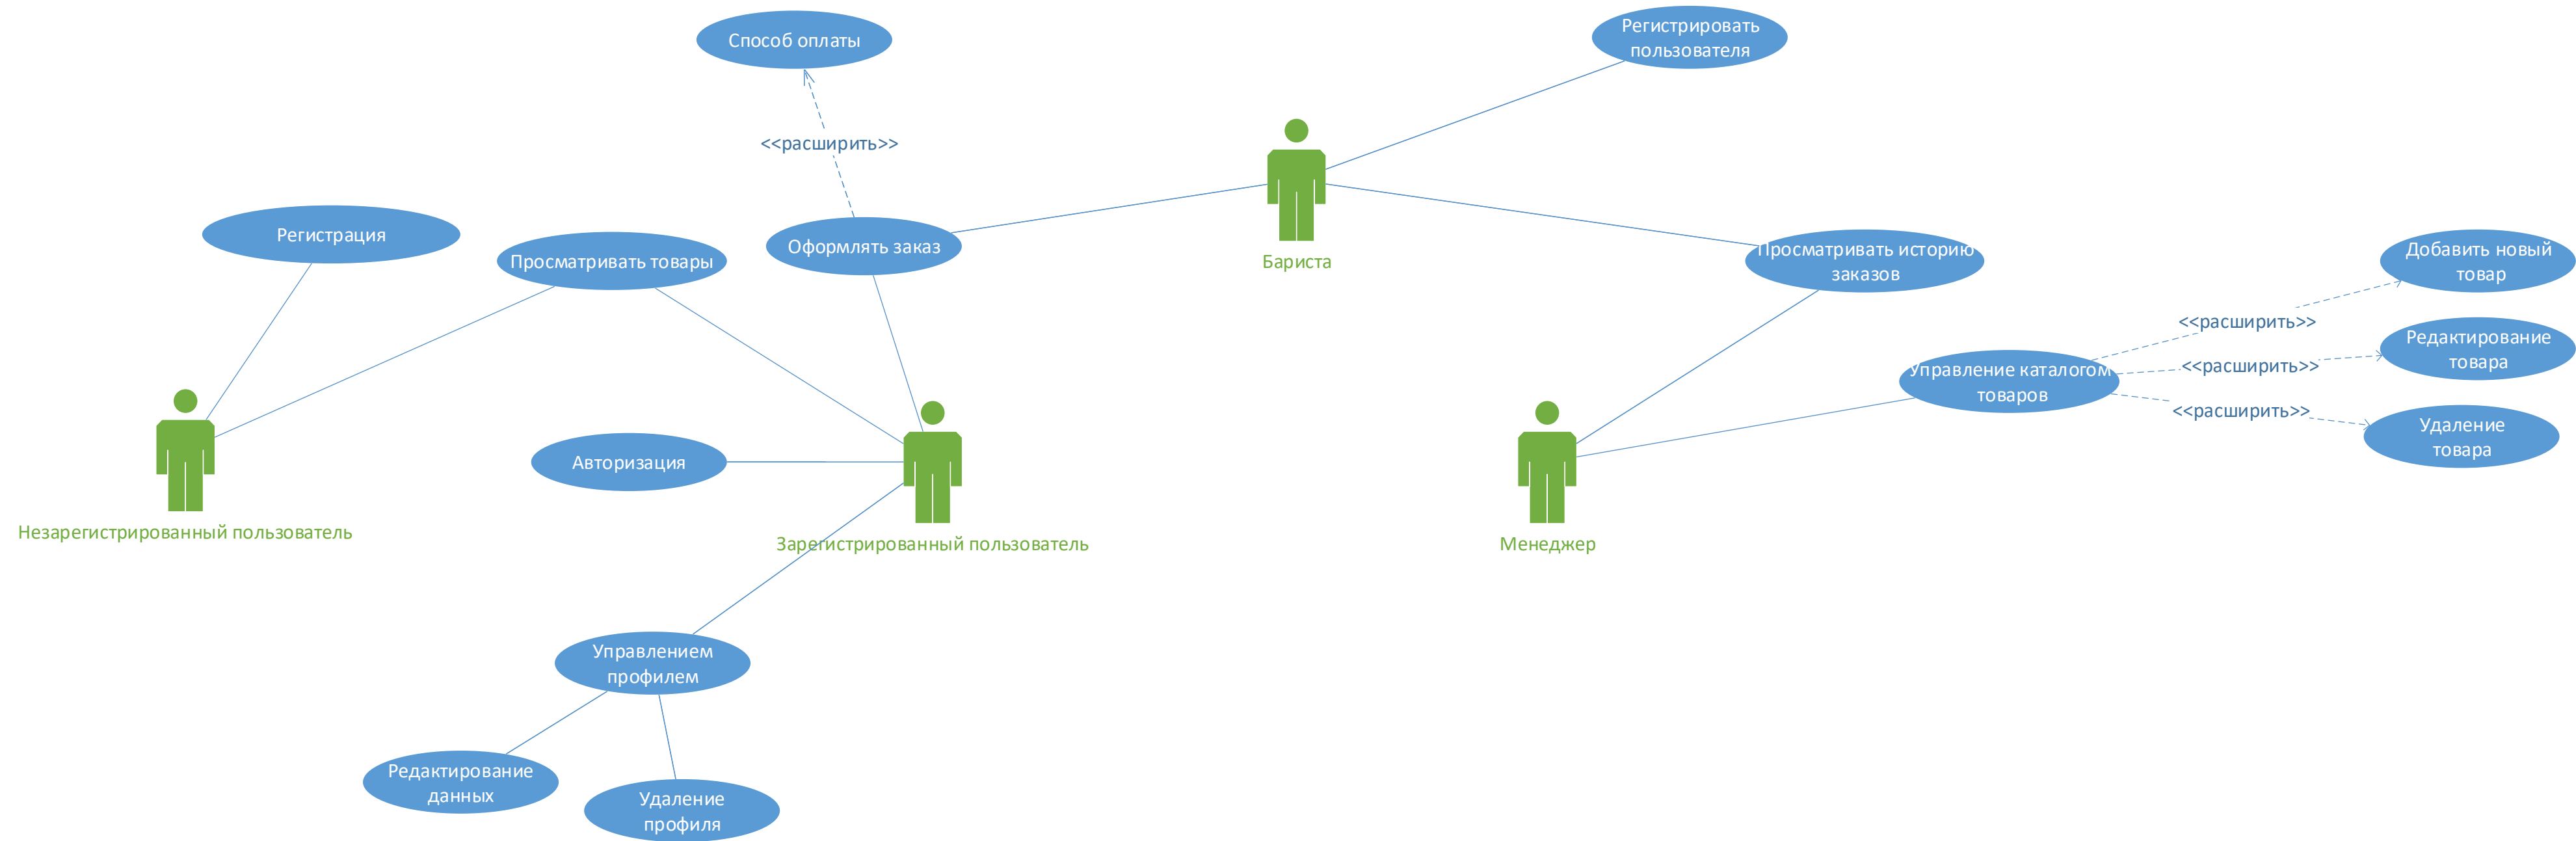 Способ оплаты
Регистрировать
пользователя
<<расширить>>
Регистрация
Просматривать товары
Оформлять заказ
Бариста
Просматривать историю
заказов
Добавить новый
товар
<<расширить>>
Редактирование
товара
<<расширить>>
Управление каталогом
товаров
<<расширить>>
Удаление
товара
Авторизация
Незарегистрированный пользователь
Зарегистрированный пользователь
Менеджер
Управлением
профилем
Редактирование
данных
Удаление
профиля